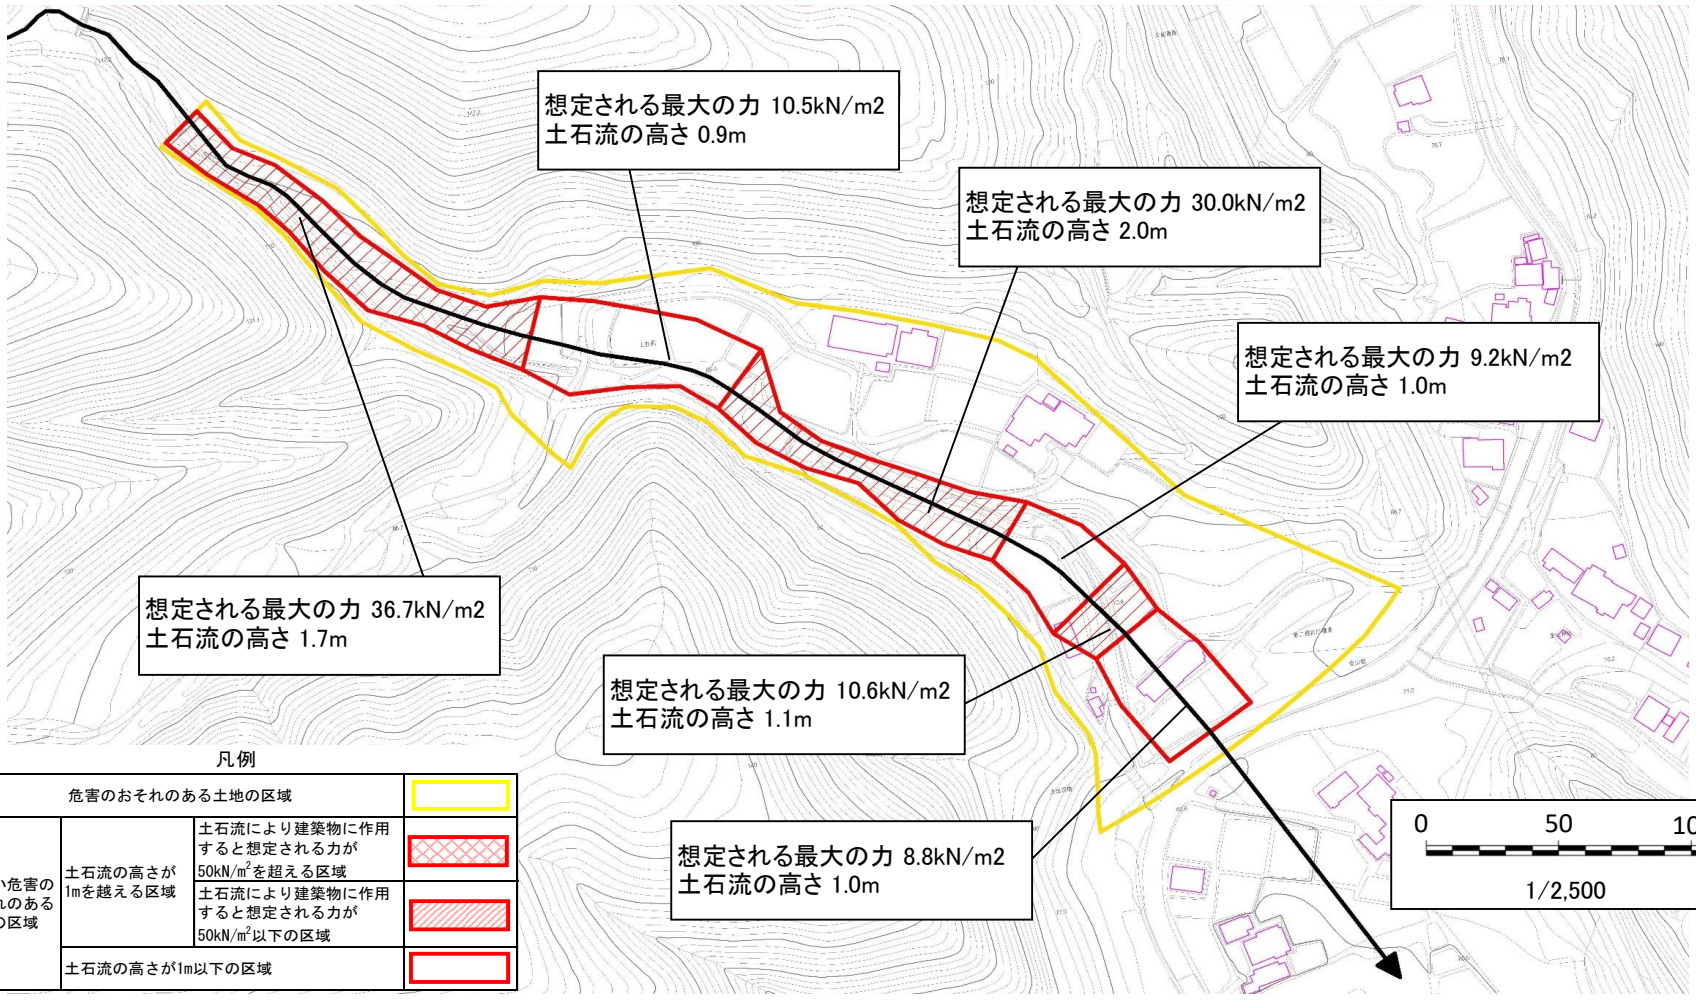 想定される最大の力 10.5kN/m2
土石流の高さ 0.9m
想定される最大の力 30.0kN/m2
土石流の高さ 2.0m
想定される最大の力 9.2kN/m2
土石流の高さ 1.0m
想定される最大の力 36.7kN/m2
土石流の高さ 1.7m
想定される最大の力 10.6kN/m2
土石流の高さ 1.1m
想定される最大の力 8.8kN/m2
土石流の高さ 1.0m
凡例
危害のおそれのある土地の区域
い危害の
れのある
の区域
土石流の高さが
1mを越える区域
土石流により建築物に作用
すると想定される力が
50kN/m²を超える区域
土石流により建築物に作用
すると想定される力が
50kN/m²以下の区域
土石流の高さが1m以下の区域
0 50 10
1/2,500